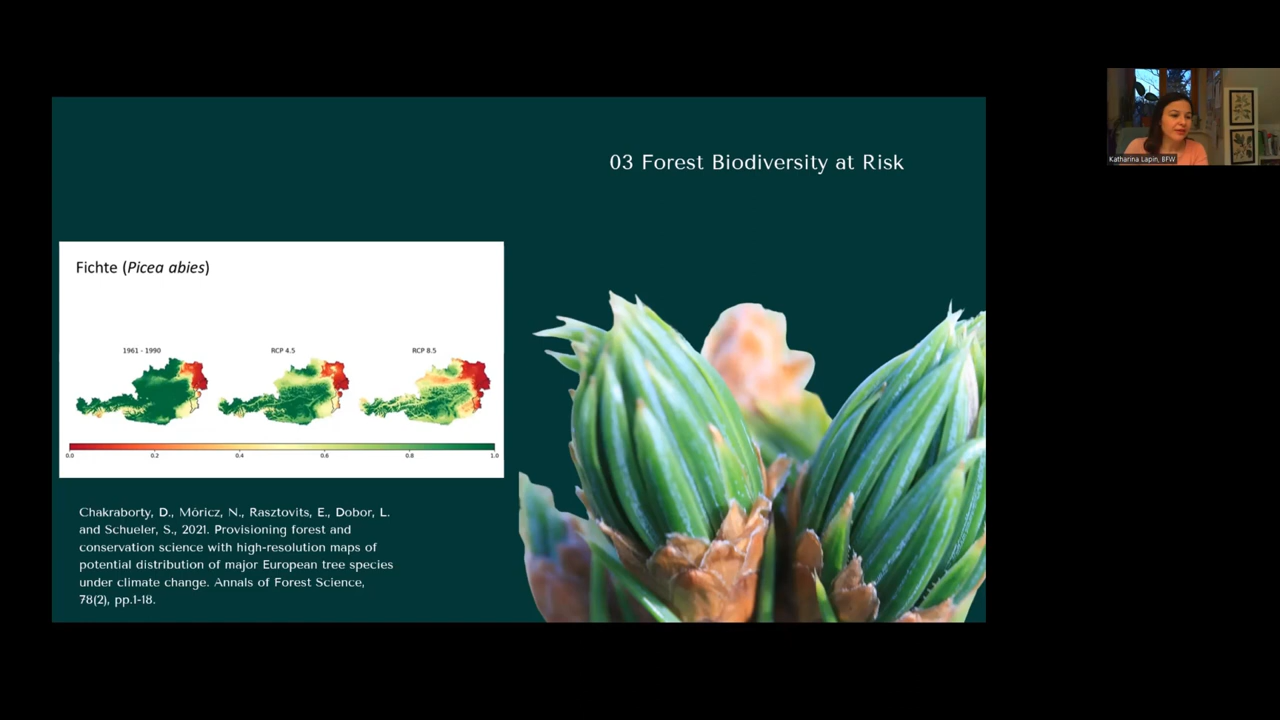 03 Forest Biodiversity at Risk
Katharina Lapin, BFW
Fichte (Picea abies)
1961 - 1990
RCP 4.5
RCP 8.5
0.0 0.2 0.4 0.6 0.8 1.0
Chakraborty, D., Móricz, N., Rasztovits, E., Dobor, L.
and Schueler, S., 2021. Provisioning forest and
conservation science with high-resolution maps of
potential distribution of major European tree species
under climate change. Annals of Forest Science,
78(2), pp.1-18.